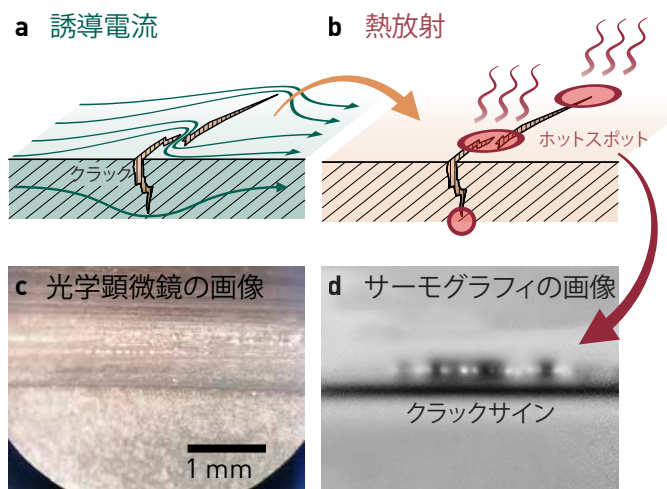 a 誘導電流
b 熱放射
クラック
ホットスポット
c 光学顕微鏡の画像
d サーモグラフィの画像
クラックサイン
1 mm